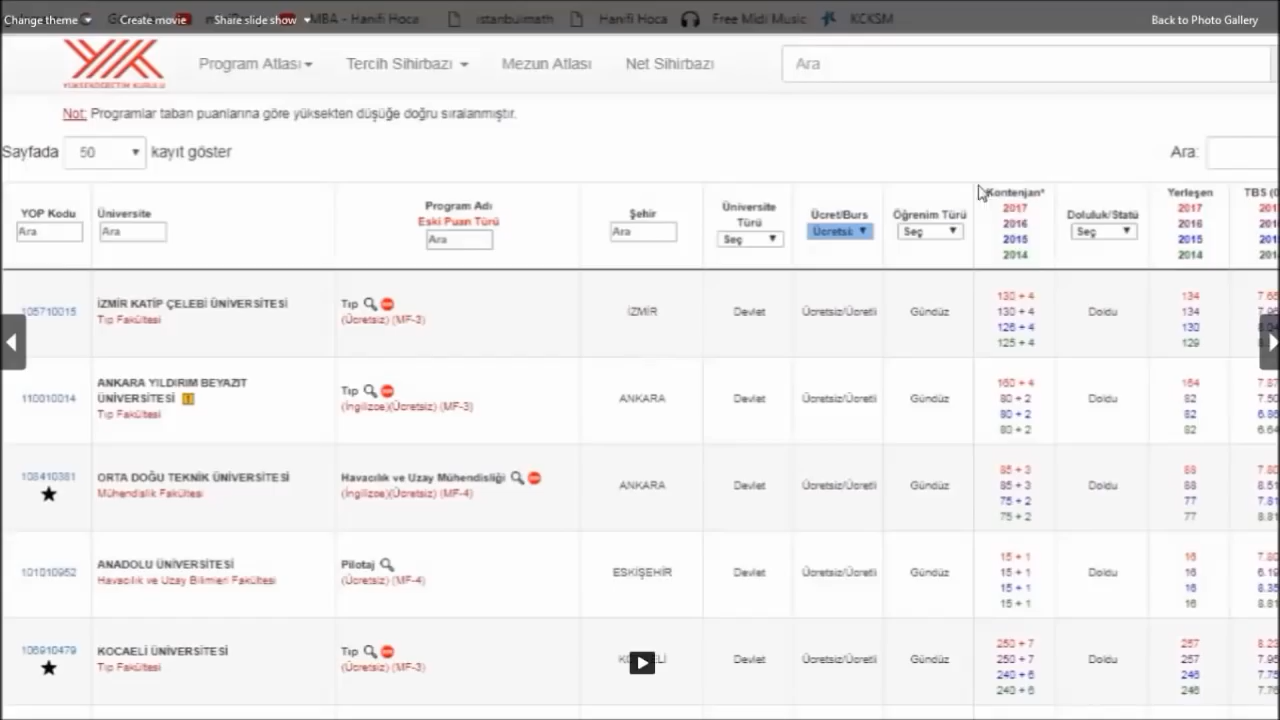 Change theme Create movie Share slide show MBA - Hanifi Hoca istanbulmath Hanifi Hoca Free Midi Music KCKSM Back to Photo Gallery
YÜKSEKÖĞRETİM KURULU
Program Atlası Tercih Sihirbazı Mezun Atlası Net Sihirbazı Ara
Not: Programlar taban puanlarına göre yüksekten düşüğe doğru sıralanmıştır.
Sayfada 50 kayıt göster Ara:
YOP Kodu Üniversite Program Adı Şehir Üniversite Türü Ücret/Burs Öğrenim Türü Kontenjan* Doluluk/Statü Yerleşen
Eski Puan Türü
Ara Ara Ara Ara Seç Ücretsiz Seç Seç
2017 2017
2016 2016
2015 2015
2014 2014
105710015 İZMİR KATİP ÇELEBİ ÜNİVERSİTESİ Tıp İZMİR Devlet Ücretsiz/Ücretli Gündüz 130 + 4 Doldu 134
Tıp Fakültesi (Ücretsiz) (MF-3) 130 + 4 134
126 + 4 130
125 + 4 129
110010014 ANKARA YILDIRIM BEYAZIT ÜNİVERSİTESİ Tıp ANKARA Devlet Ücretsiz/Ücretli Gündüz 160 + 4 Doldu 164
Tıp Fakültesi (İngilizce)(Ücretsiz) (MF-3) 80 + 2 82
80 + 2 82
80 + 2 82
108410381 ORTA DOĞU TEKNİK ÜNİVERSİTESİ Havacılık ve Uzay Mühendisliği ANKARA Devlet Ücretsiz/Ücretli Gündüz 85 + 3 Doldu 88
Mühendislik Fakültesi (İngilizce)(Ücretsiz) (MF-4) 85 + 3 88
75 + 2 77
75 + 2 77
101010952 ANADOLU ÜNİVERSİTESİ Pilotaj ESKİŞEHİR Devlet Ücretsiz/Ücretli Gündüz 15 + 1 Doldu 16
Havacılık ve Uzay Bilimleri Fakültesi (Ücretsiz) (MF-4) 15 + 1 16
15 + 1 16
15 + 1 16
106910479 KOCAELİ ÜNİVERSİTESİ Tıp Devlet Ücretsiz/Ücretli Gündüz 250 + 7 Doldu 257
Tıp Fakültesi (Ücretsiz) (MF-3) 250 + 7 257
240 + 6 246
240 + 6 246